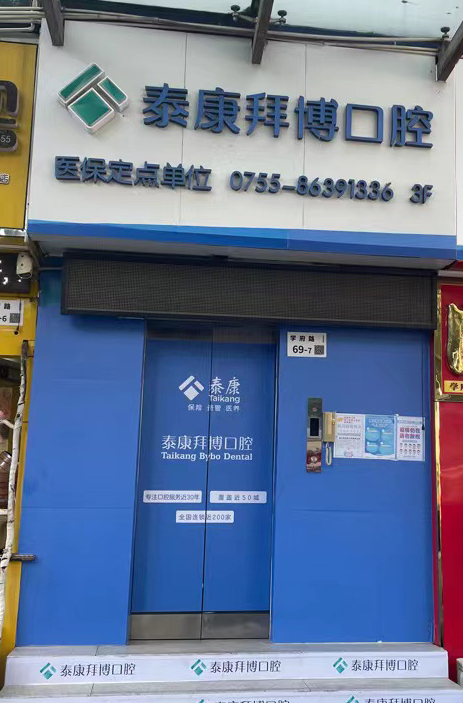 泰康拜博口腔
医保定点单位 0755-86391336 3F
55
学府路
69-7
-6
泰康
Taikang
保险 托管 医养
泰康拜博口腔
Taikang Bybo Dental
专注口腔服务近30年 覆盖近50城
全国连锁近200家
泰康拜博口腔 泰康拜博口腔 泰康拜博口腔